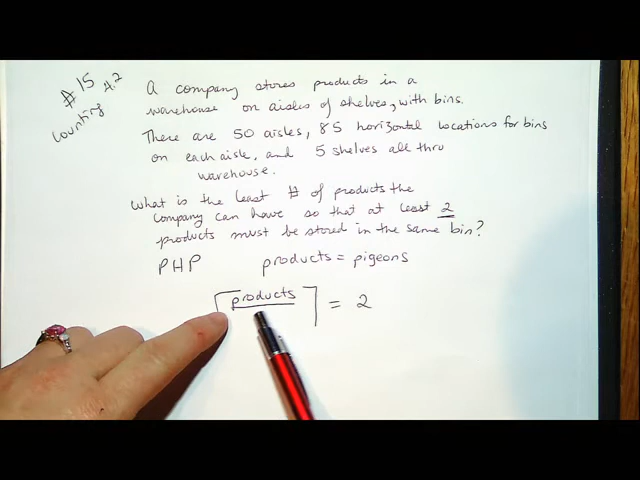 #15 4.2
counting
A company stores products in a
warehouse on aisles of shelves, with bins.
There are 50 aisles, 85 horizontal locations for bins
on each aisle, and 5 shelves all thru
warehouse.
What is the least # of products the
company can have so that at least 2
products must be stored in the same bin?
PHP products = pigeons
⌈products⌉ = 2